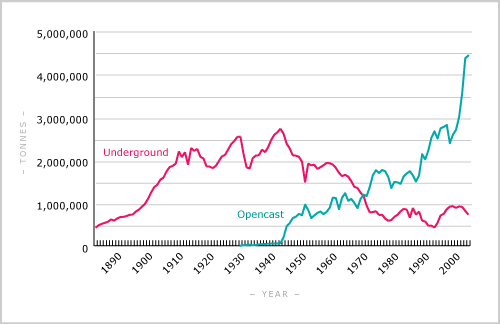 5,000,000
4,000,000
3,000,000
2,000,000
1,000,000
0
– TONNES –
Underground
Opencast
1890 1900 1910 1920 1930 1940 1950 1960 1970 1980 1990 2000
– YEAR –